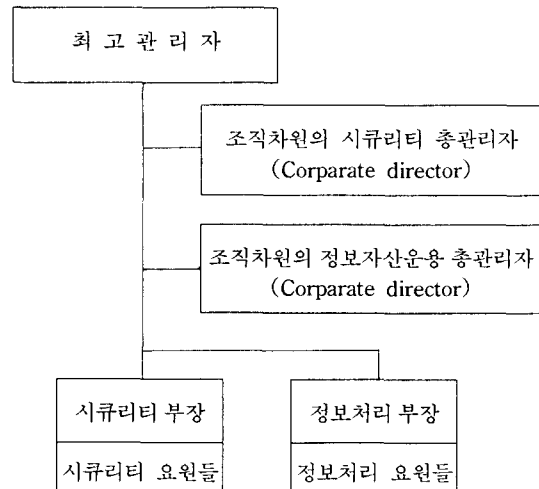 최 고 관 리 자
조직차원의 시큐리티 총관리자
(Corparate director)
조직차원의 정보자산운용 총관리자
(Corparate director)
시큐리티 부장
시큐리티 요원들
정보처리 부장
정보처리 요원들